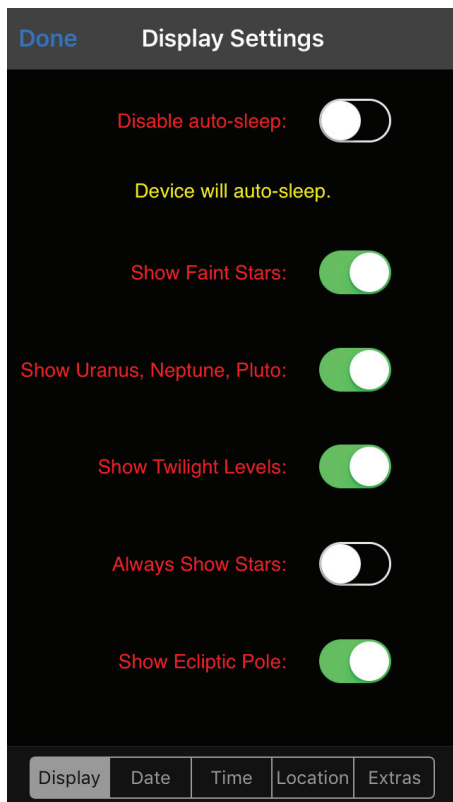 Done Display Settings
Disable auto-sleep:
Device will auto-sleep.
Show Faint Stars:
Show Uranus, Neptune, Pluto:
Show Twilight Levels:
Always Show Stars:
Show Ecliptic Pole:
Display Date Time Location Extras